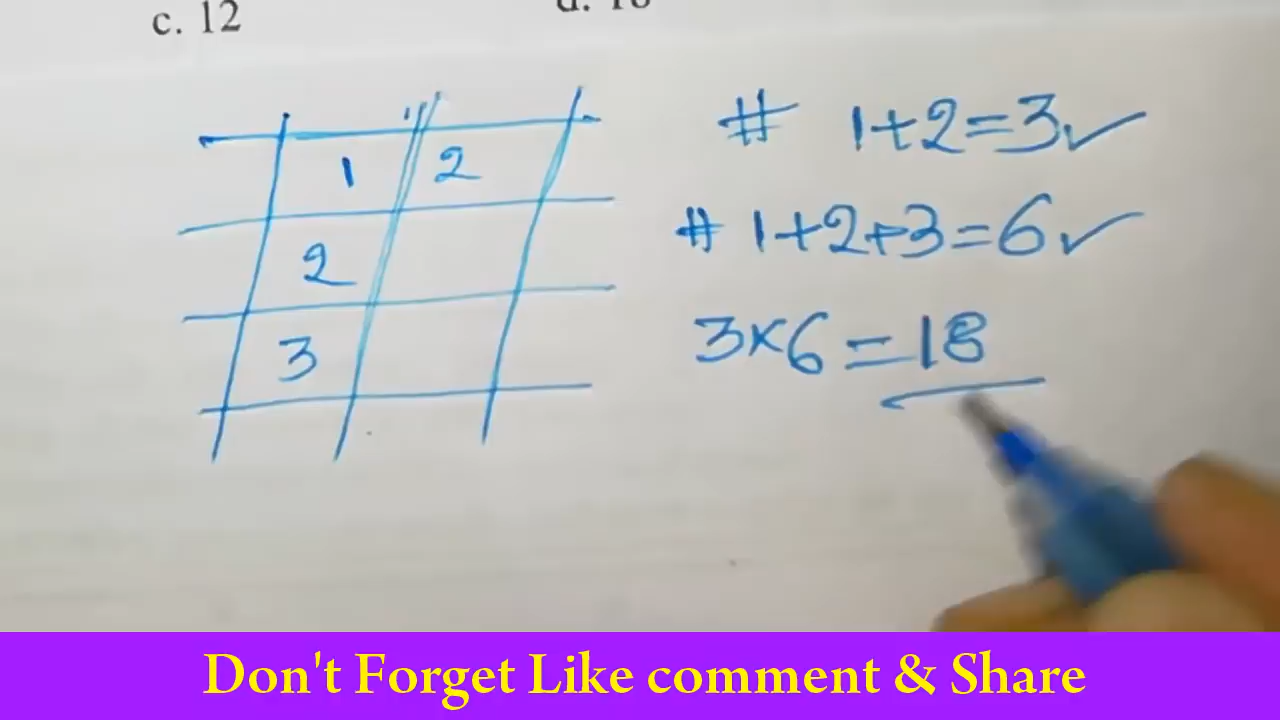 c. 12
d. 18
1 2
2
3
# 1+2=3✓
# 1+2+3=6✓
3×6=18
Don't Forget Like comment & Share